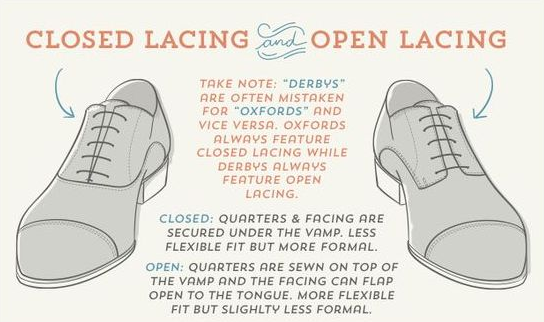 CLOSED LACING and OPEN LACING
TAKE NOTE: "DERBYS"
ARE OFTEN MISTAKEN
FOR "OXFORDS" AND
VICE VERSA. OXFORDS
ALWAYS FEATURE
CLOSED LACING WHILE
DERBYS ALWAYS
FEATURE OPEN
LACING.
CLOSED: QUARTERS & FACING ARE
SECURED UNDER THE VAMP. LESS
FLEXIBLE FIT BUT MORE FORMAL.
OPEN: QUARTERS ARE SEWN ON TOP OF
THE VAMP AND THE FACING CAN FLAP
OPEN TO THE TONGUE. MORE FLEXIBLE
FIT BUT SLIGHLTY LESS FORMAL.